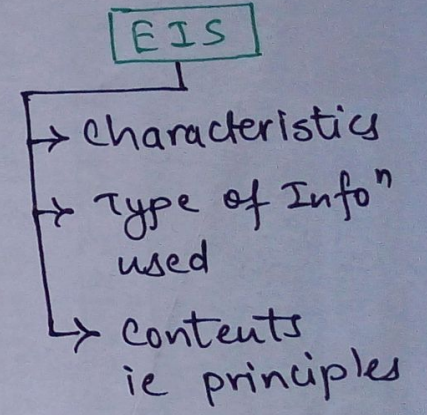 EIS
characteristics
Type of Infoⁿ
used
contents
ie principles